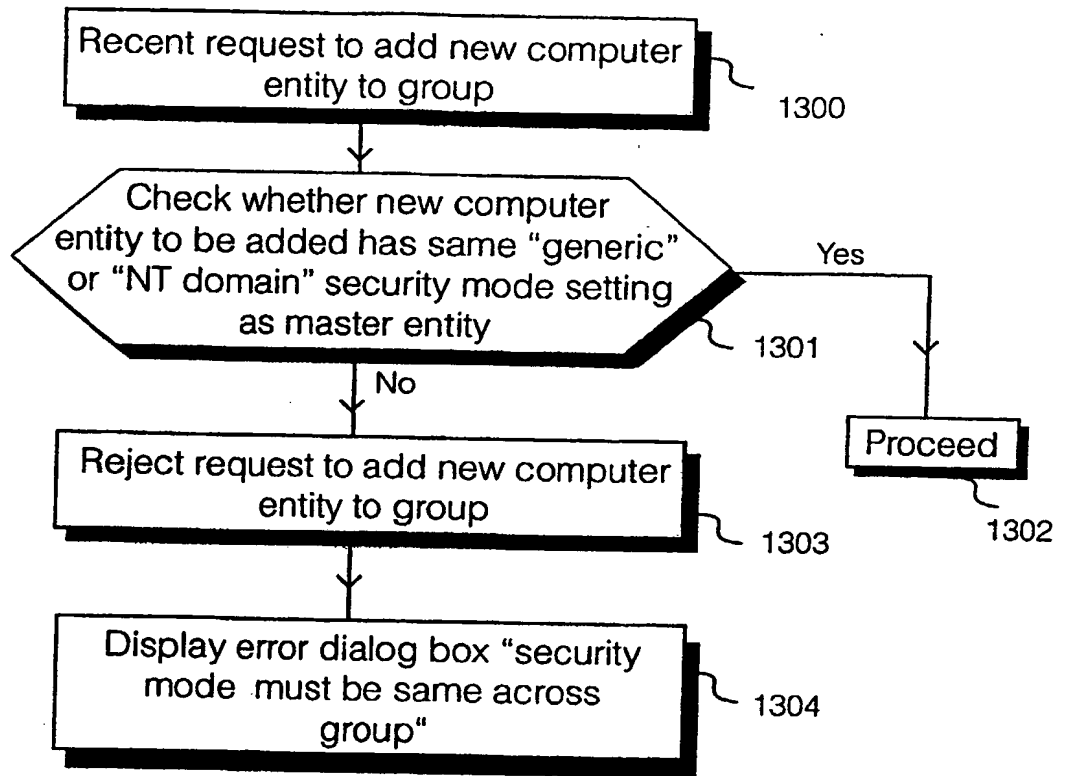 Recent request to add new computer
entity to group
1300
Check whether new computer
entity to be added has same “generic”
or “NT domain” security mode setting
as master entity
1301
Yes
No
Proceed
1302
Reject request to add new computer
entity to group
1303
Display error dialog box “security
mode must be same across
group“
1304